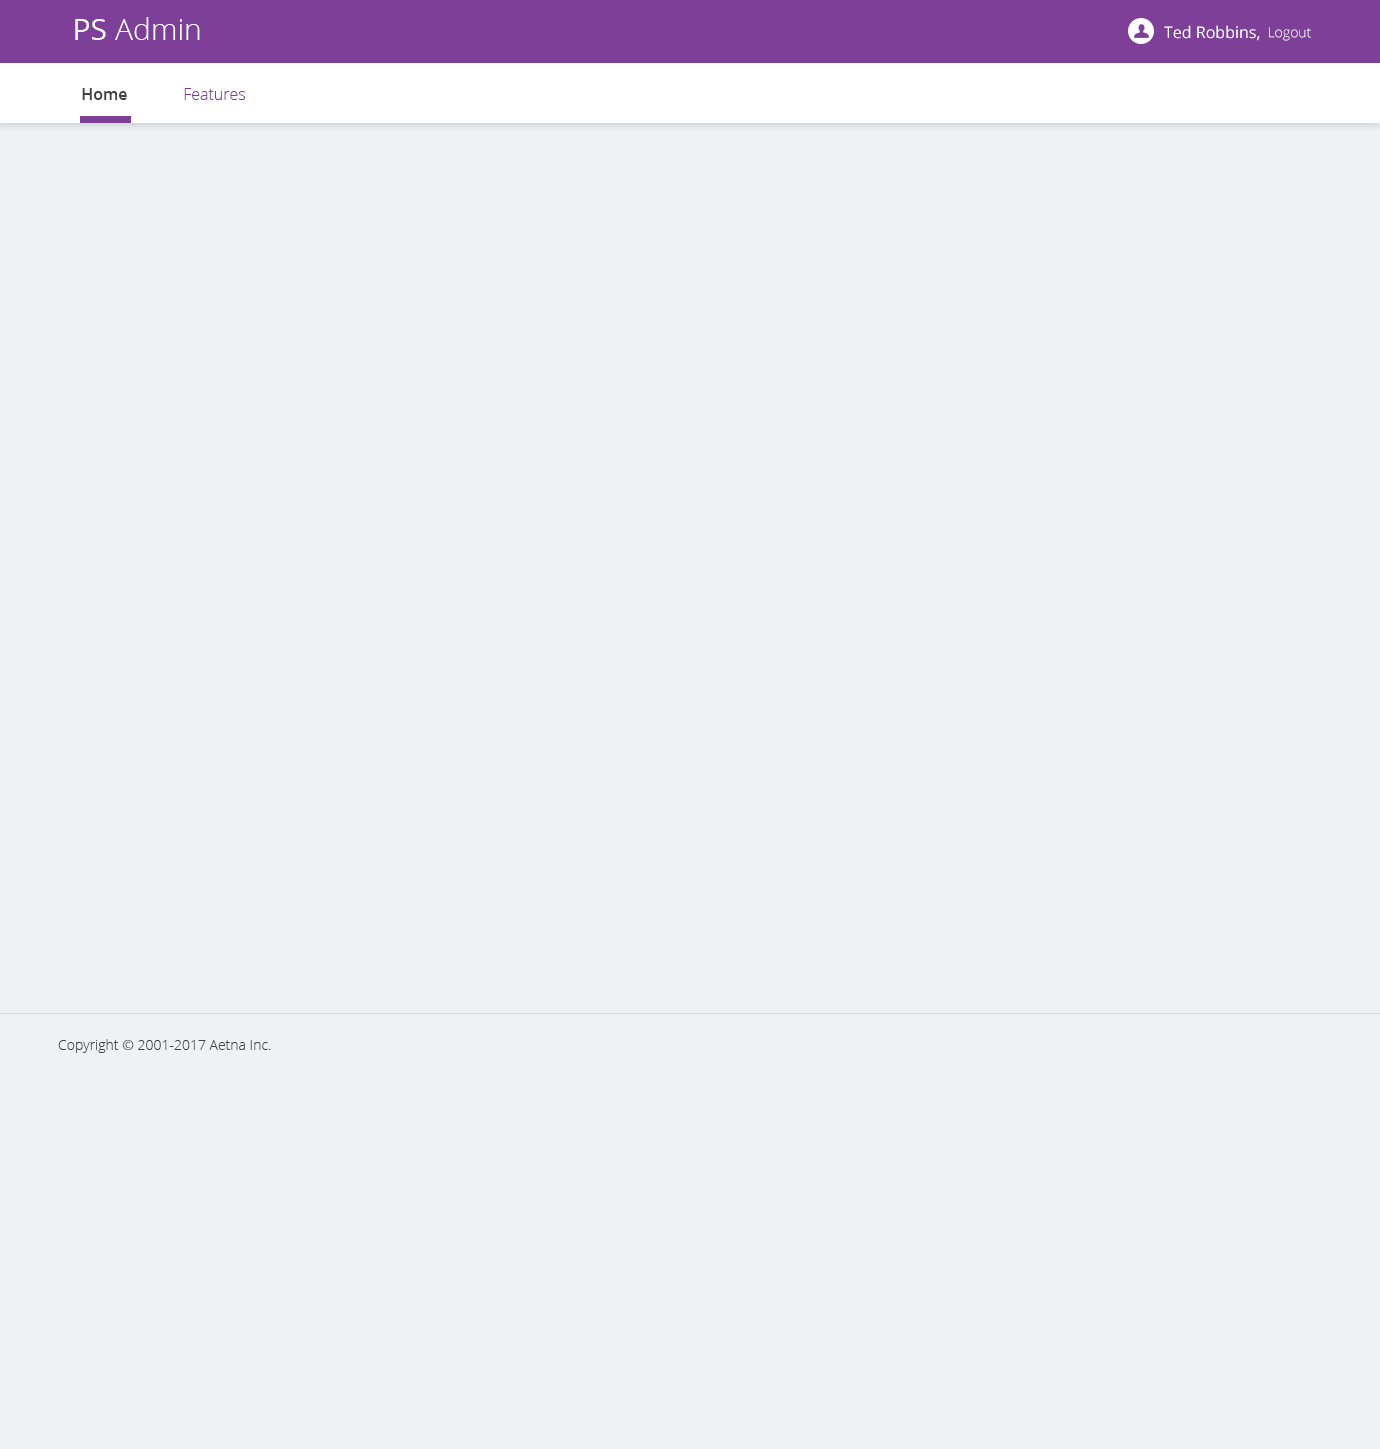 PS Admin
Ted Robbins, Logout
Home Features
Copyright © 2001-2017 Aetna Inc.